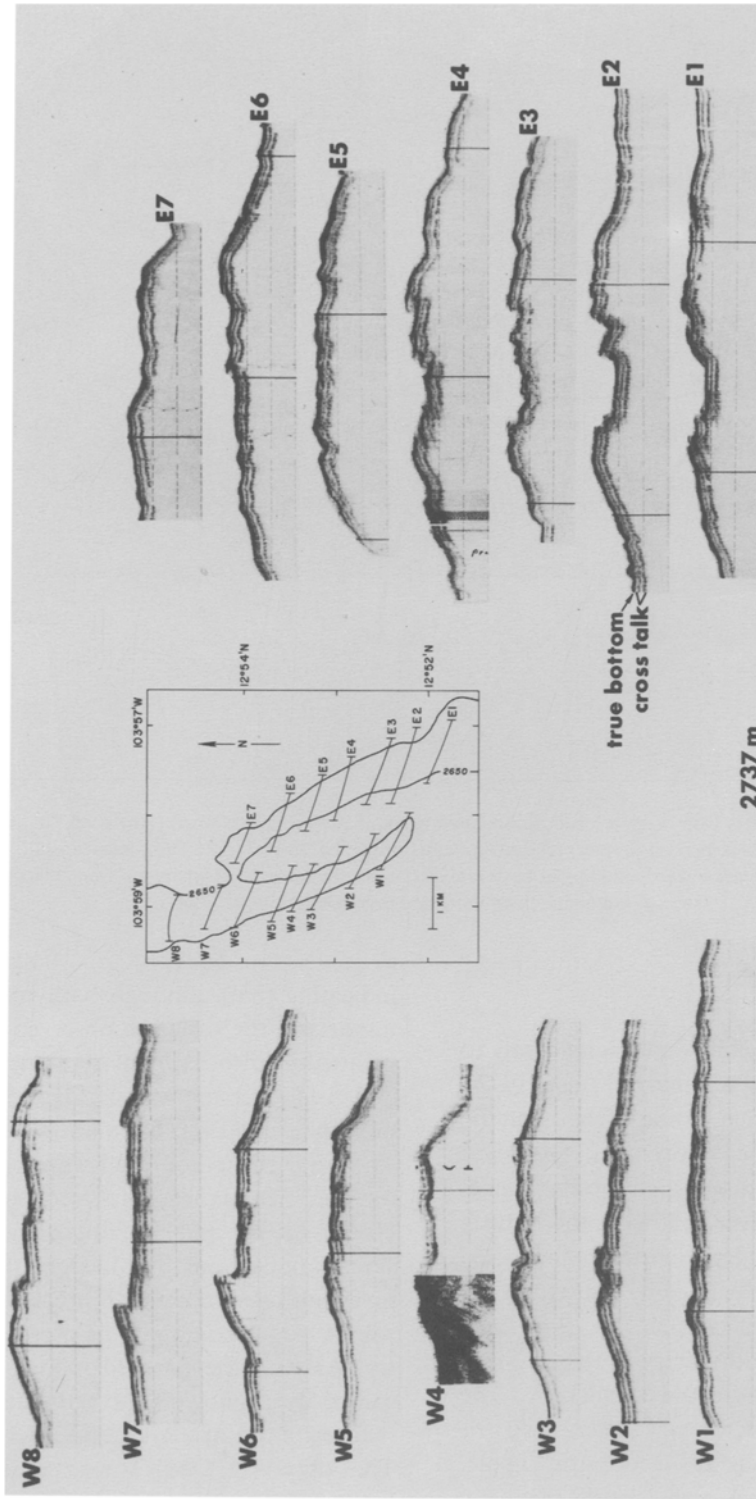 W8
W7
W6
W5
W4
W3
W2
W1
103°59'W
103°57'W
N
12°54'N
12°52'N
2650
2650
W8
W7
W6
W5
W4
W3
W2
W1
E7
E6
E5
E4
E3
E2
E1
1 KM
E7
E6
E5
E4
E3
E2
E1
true bottom
cross talk
2737 m